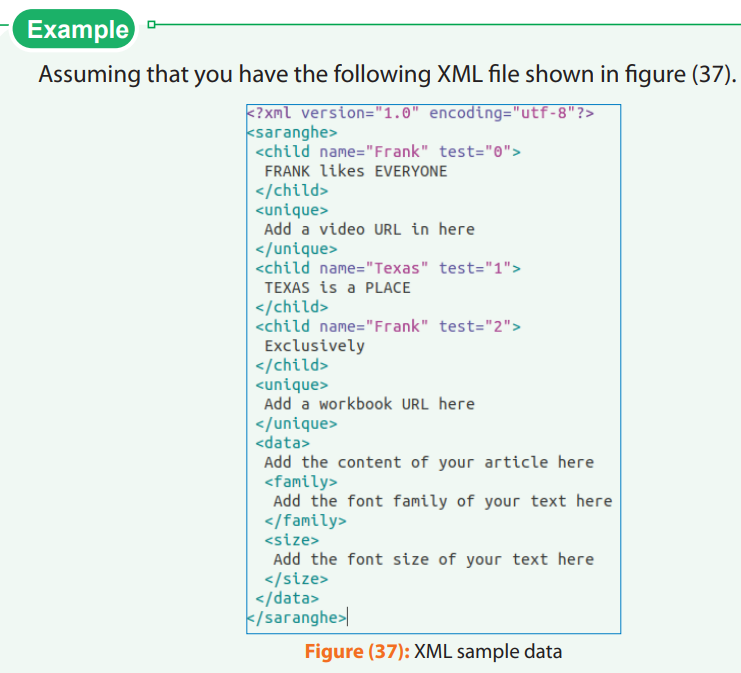 Example
Assuming that you have the following XML file shown in figure (37).
<?xml version="1.0" encoding="utf-8"?>
<saranghe>
 <child name="Frank" test="0">
  FRANK likes EVERYONE
 </child>
 <unique>
  Add a video URL in here
 </unique>
 <child name="Texas" test="1">
  TEXAS is a PLACE
 </child>
 <child name="Frank" test="2">
  Exclusively
 </child>
 <unique>
  Add a workbook URL here
 </unique>
 <data>
  Add the content of your article here
  <family>
   Add the font family of your text here
  </family>
  <size>
   Add the font size of your text here
  </size>
 </data>
</saranghe>
Figure (37): XML sample data